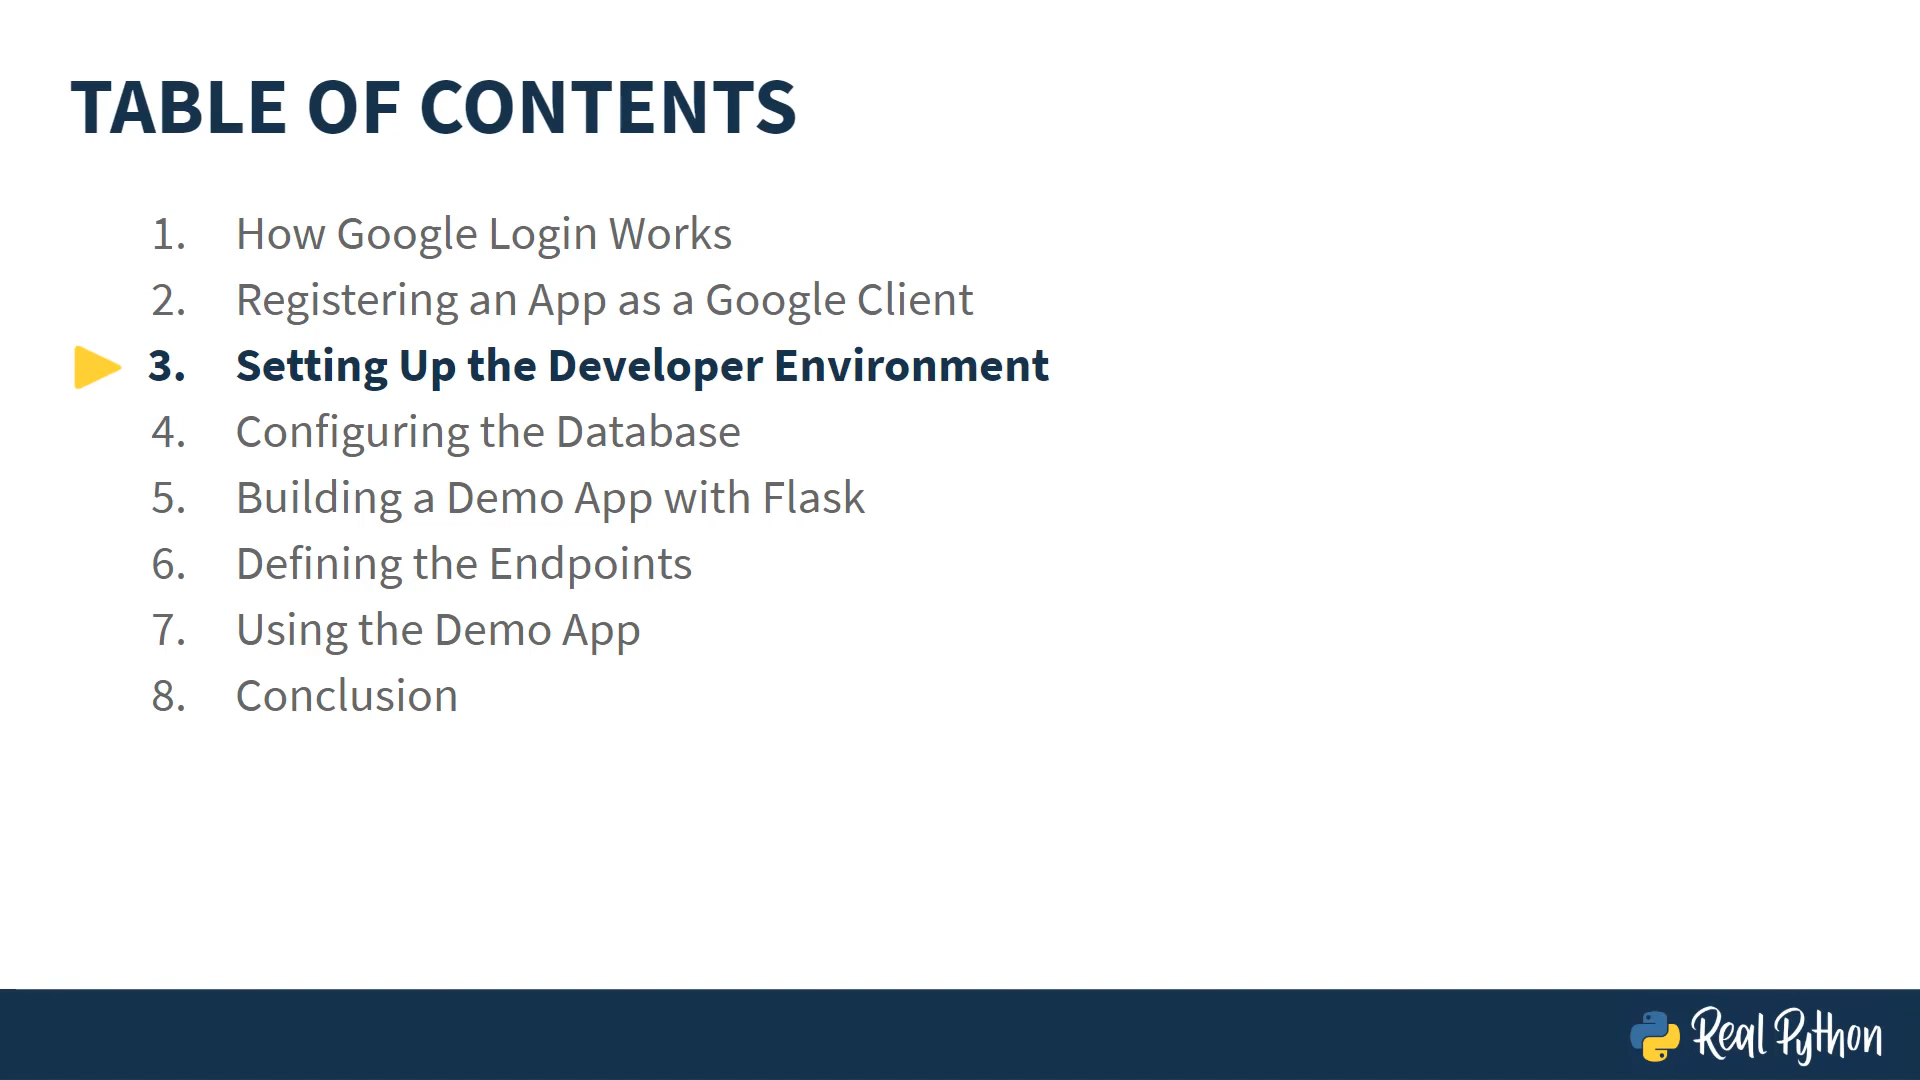 TABLE OF CONTENTS
1. How Google Login Works
2. Registering an App as a Google Client
3. Setting Up the Developer Environment
4. Configuring the Database
5. Building a Demo App with Flask
6. Defining the Endpoints
7. Using the Demo App
8. Conclusion
Real Python